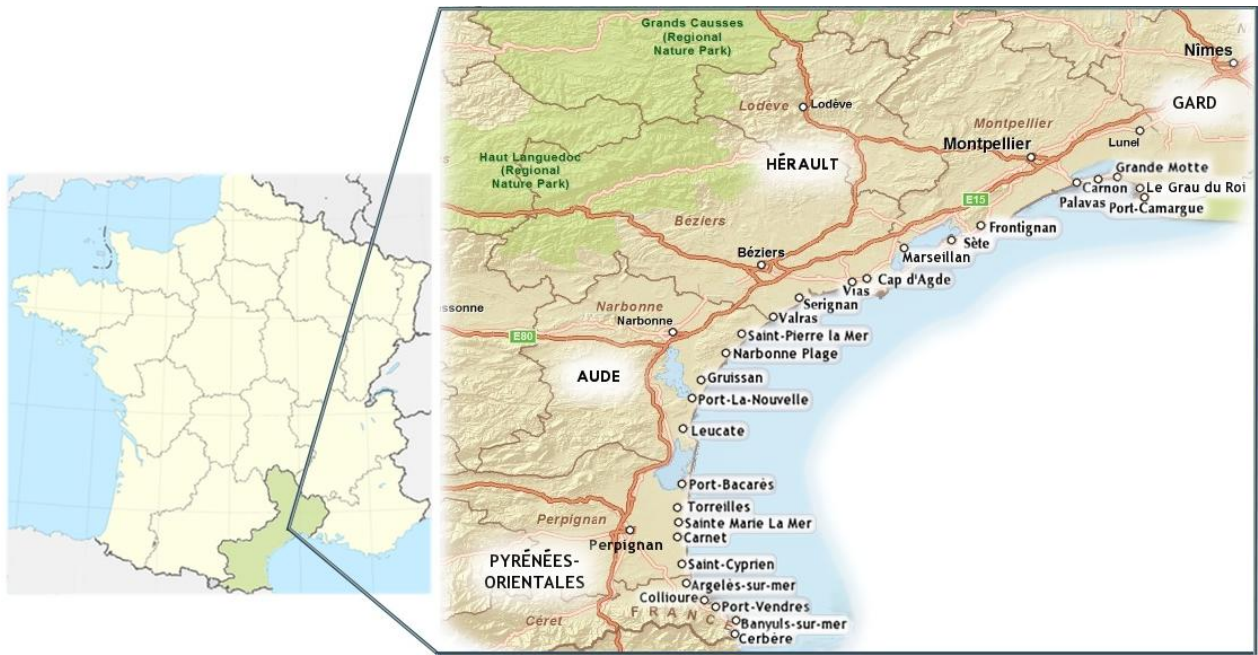 Grands Causses
(Regional
Nature Park)
Nîmes
GARD
Lodève
Lodève
Montpellier
Montpellier
Lunel
Haut Languedoc
(Regional
Nature Park)
HÉRAULT
Grande Motte
Carnon
Le Grau du Roi
Palavas
Port-Camargue
E15
Béziers
Frontignan
Sète
Marseillan
Béziers
Cap d'Agde
Vias
Serignan
Valras
Narbonne
ssonne
Narbonne
E80
Saint-Pierre la Mer
Narbonne Plage
AUDE
Gruissan
Port-La-Nouvelle
Leucate
Port-Bacarès
Torreilles
Perpignan
Sainte Marie La Mer
Perpignan
Carnet
PYRÉNÉES-
ORIENTALES
Saint-Cyprien
Argelès-sur-mer
Collioure
Port-Vendres
FRANCE
Céret
Banyuls-sur-mer
Cerbère